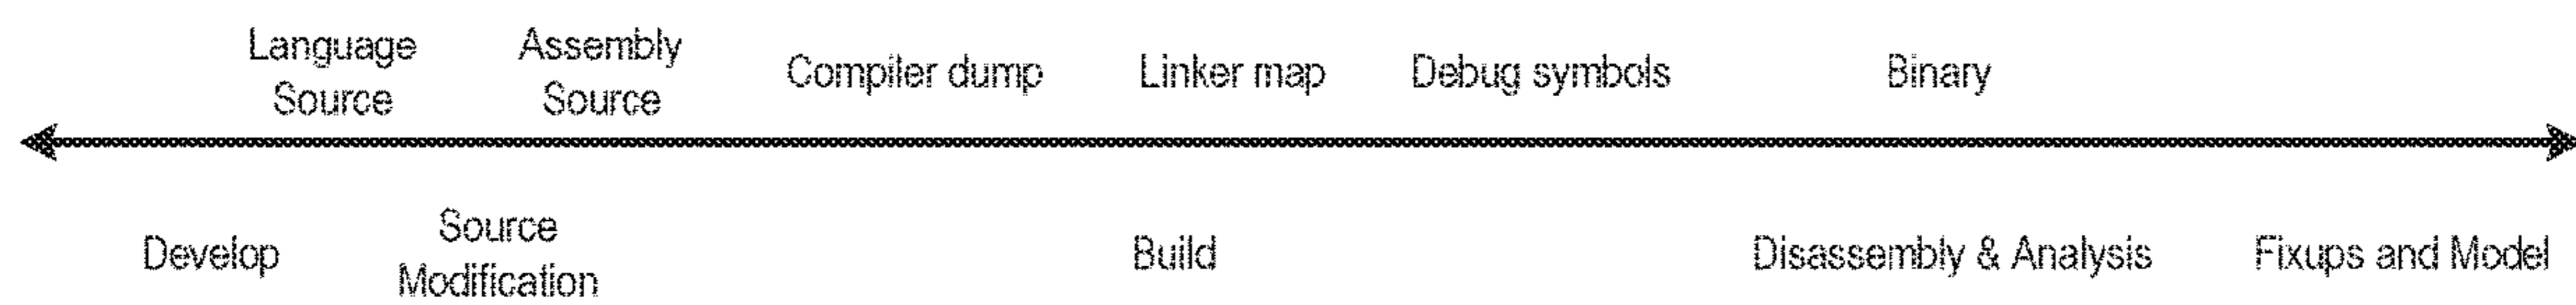 Language
Source
Assembly
Source
Compiler dump
Linker map
Debug symbols
Binary
Develop
Source
Modification
Build
Disassembly & Analysis
Fixups and Model